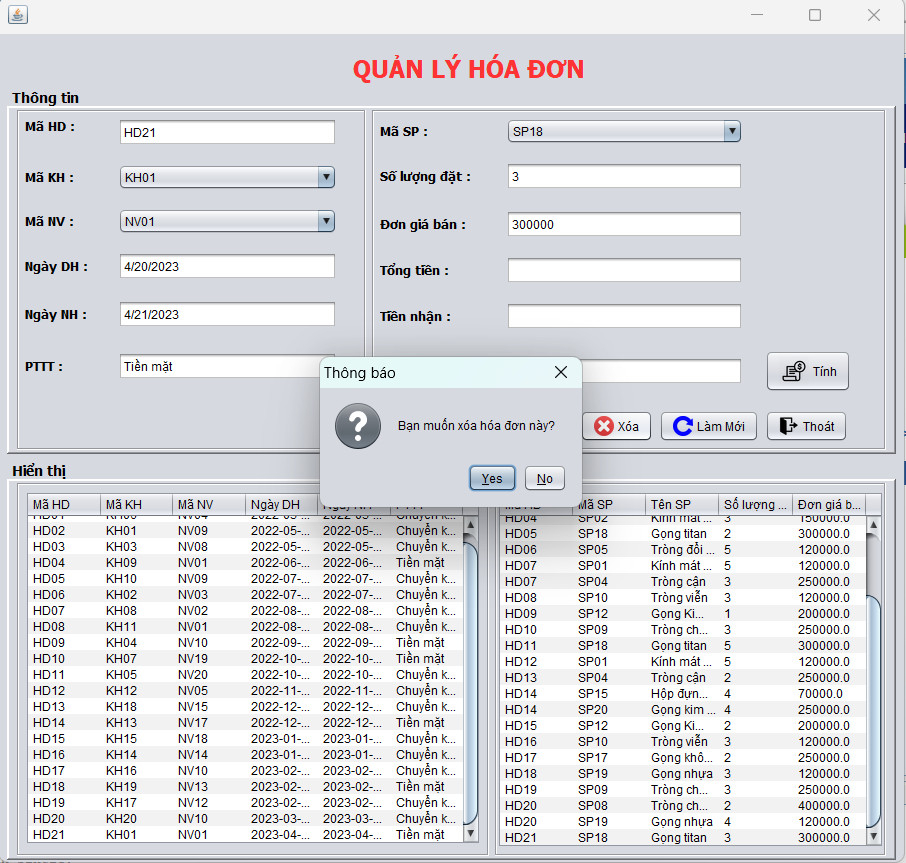 QUẢN LÝ HÓA ĐƠN
Thông tin
Mã HD :
HD21
Mã KH :
KH01
Mã NV :
NV01
Ngày DH :
4/20/2023
Ngày NH :
4/21/2023
PTTT :
Tiền mặt
Mã SP :
SP18
Số lượng đặt :
3
Đơn giá bán :
300000
Tổng tiền :
Tiền nhận :
Tính
Xóa
Làm Mới
Thoát
Thông báo
Bạn muốn xóa hóa đơn này?
Yes
No
Hiển thị
Mã HD Mã KH Mã NV Ngày DH
HD02 KH01 NV09 2022-05-... 2022-05-... Chuyển k...
HD03 KH03 NV08 2022-05-... 2022-05-... Chuyển k...
HD04 KH09 NV01 2022-06-... 2022-06-... Tiền mặt
HD05 KH10 NV09 2022-07-... 2022-07-... Chuyển k...
HD06 KH02 NV03 2022-07-... 2022-07-... Chuyển k...
HD07 KH08 NV02 2022-08-... 2022-08-... Chuyển k...
HD08 KH11 NV01 2022-08-... 2022-08-... Chuyển k...
HD09 KH04 NV10 2022-09-... 2022-09-... Tiền mặt
HD10 KH07 NV19 2022-10-... 2022-10-... Tiền mặt
HD11 KH05 NV20 2022-10-... 2022-10-... Chuyển k...
HD12 KH12 NV05 2022-11-... 2022-11-... Chuyển k...
HD13 KH18 NV15 2022-12-... 2022-12-... Chuyển k...
HD14 KH13 NV17 2022-12-... 2022-12-... Tiền mặt
HD15 KH15 NV18 2023-01-... 2023-01-... Chuyển k...
HD16 KH14 NV14 2023-01-... 2023-01-... Chuyển k...
HD17 KH16 NV10 2023-02-... 2023-02-... Chuyển k...
HD18 KH19 NV13 2023-02-... 2023-02-... Tiền mặt
HD19 KH17 NV12 2023-02-... 2023-02-... Chuyển k...
HD20 KH20 NV10 2023-02-... 2023-02-... Chuyển k...
HD21 KH01 NV01 2023-04-... 2023-04-... Tiền mặt
Mã SP Tên SP Số lượng ... Đơn giá b...
HD04 SP02 Kính mát ... 3 150000.0
HD05 SP18 Gọng titan 2 300000.0
HD06 SP05 Tròng đổi ... 5 120000.0
HD07 SP01 Kính mát ... 5 120000.0
HD07 SP04 Tròng cận 3 250000.0
HD08 SP10 Tròng viễn 3 120000.0
HD09 SP12 Gọng Ki... 1 200000.0
HD10 SP09 Tròng ch... 3 250000.0
HD11 SP18 Gọng titan 5 300000.0
HD12 SP01 Kính mát ... 5 120000.0
HD13 SP04 Tròng cận 2 250000.0
HD14 SP15 Hộp đựn... 4 70000.0
HD14 SP20 Gọng kim ... 4 250000.0
HD15 SP12 Gọng Ki... 2 200000.0
HD16 SP10 Tròng viễn 3 120000.0
HD17 SP17 Gọng khô... 2 250000.0
HD18 SP19 Gọng nhựa 3 120000.0
HD19 SP09 Tròng ch... 3 250000.0
HD20 SP08 Tròng ch... 2 400000.0
HD20 SP19 Gọng nhựa 4 120000.0
HD21 SP18 Gọng titan 3 300000.0